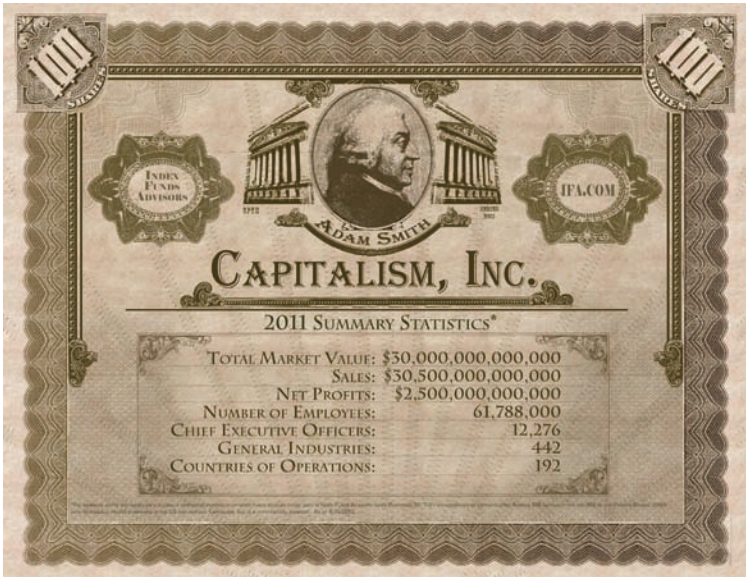 100
SHARES
100
SHARES
INDEX
FUNDS
ADVISORS
IFA.COM
ADAM SMITH
CAPITALISM, INC.
2011 SUMMARY STATISTICS*
TOTAL MARKET VALUE: $30,000,000,000,000
SALES: $30,500,000,000,000
NET PROFITS: $2,500,000,000,000
NUMBER OF EMPLOYEES: 61,788,000
CHIEF EXECUTIVE OFFICERS: 12,276
GENERAL INDUSTRIES: 442
COUNTRIES OF OPERATIONS: 192